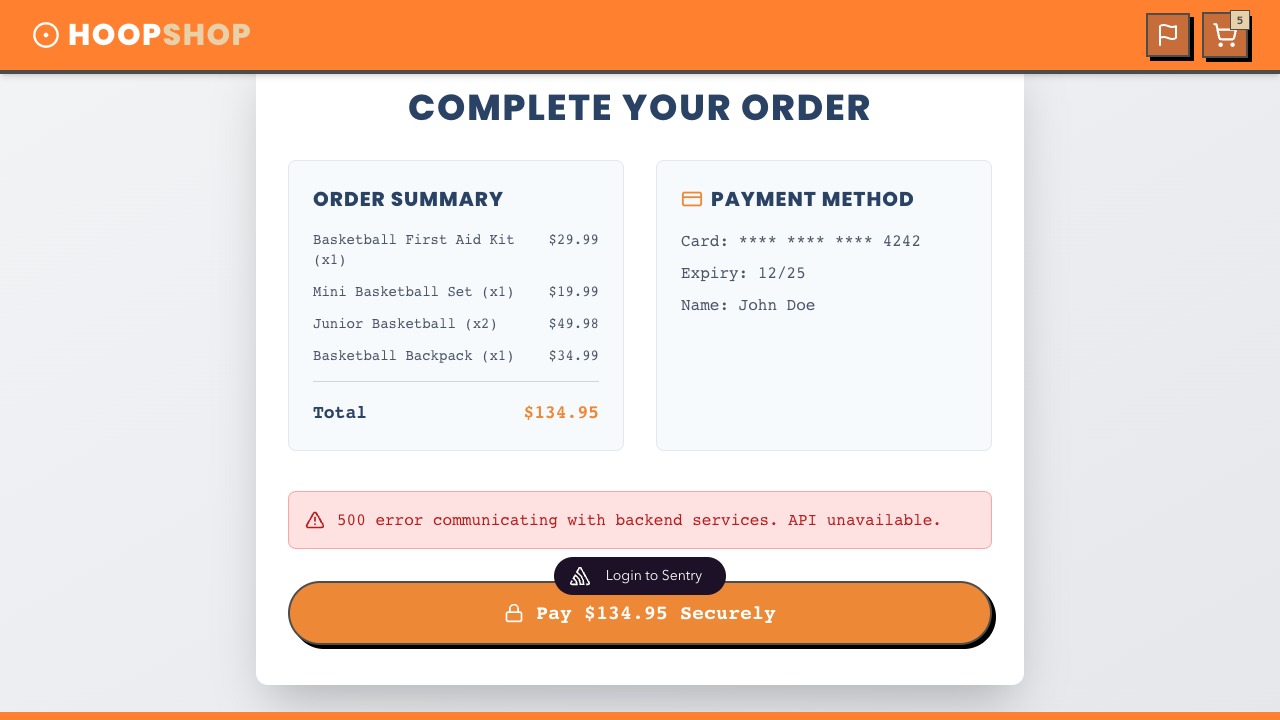 HOOPSHOP
5
COMPLETE YOUR ORDER
ORDER SUMMARY
Basketball First Aid Kit $29.99
(x1)
Mini Basketball Set (x1) $19.99
Junior Basketball (x2) $49.98
Basketball Backpack (x1) $34.99
Total $134.95
PAYMENT METHOD
Card: **** **** **** 4242
Expiry: 12/25
Name: John Doe
500 error communicating with backend services. API unavailable.
Login to Sentry
Pay $134.95 Securely